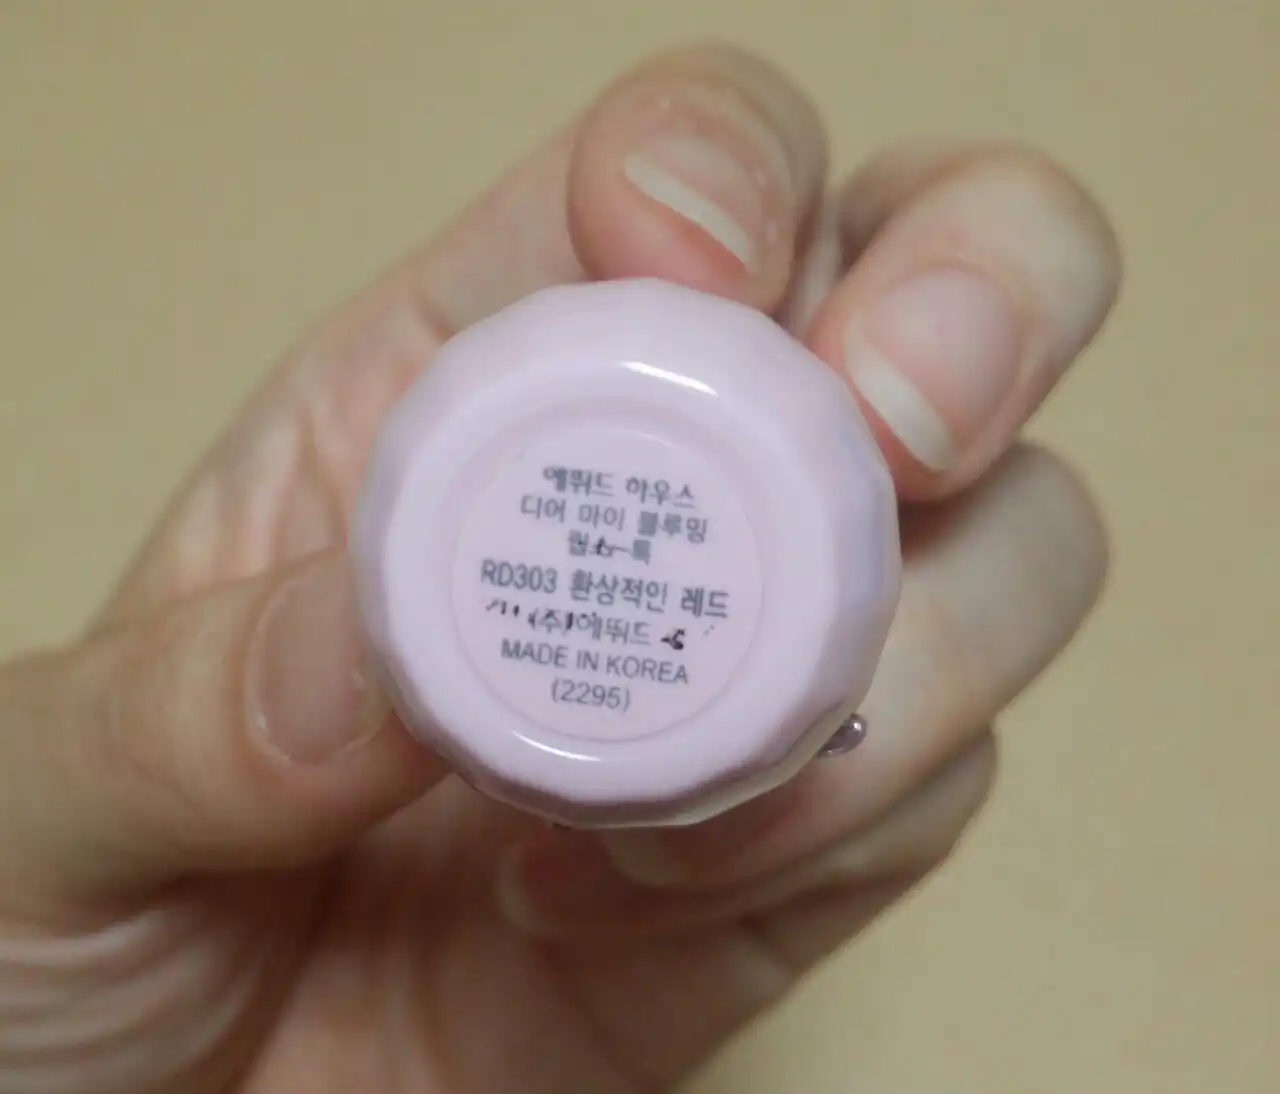 에뛰드 하우스
디어 마이 블루밍
RD303 환상적인 레드
(주)에뛰드
MADE IN KOREA
(2295)